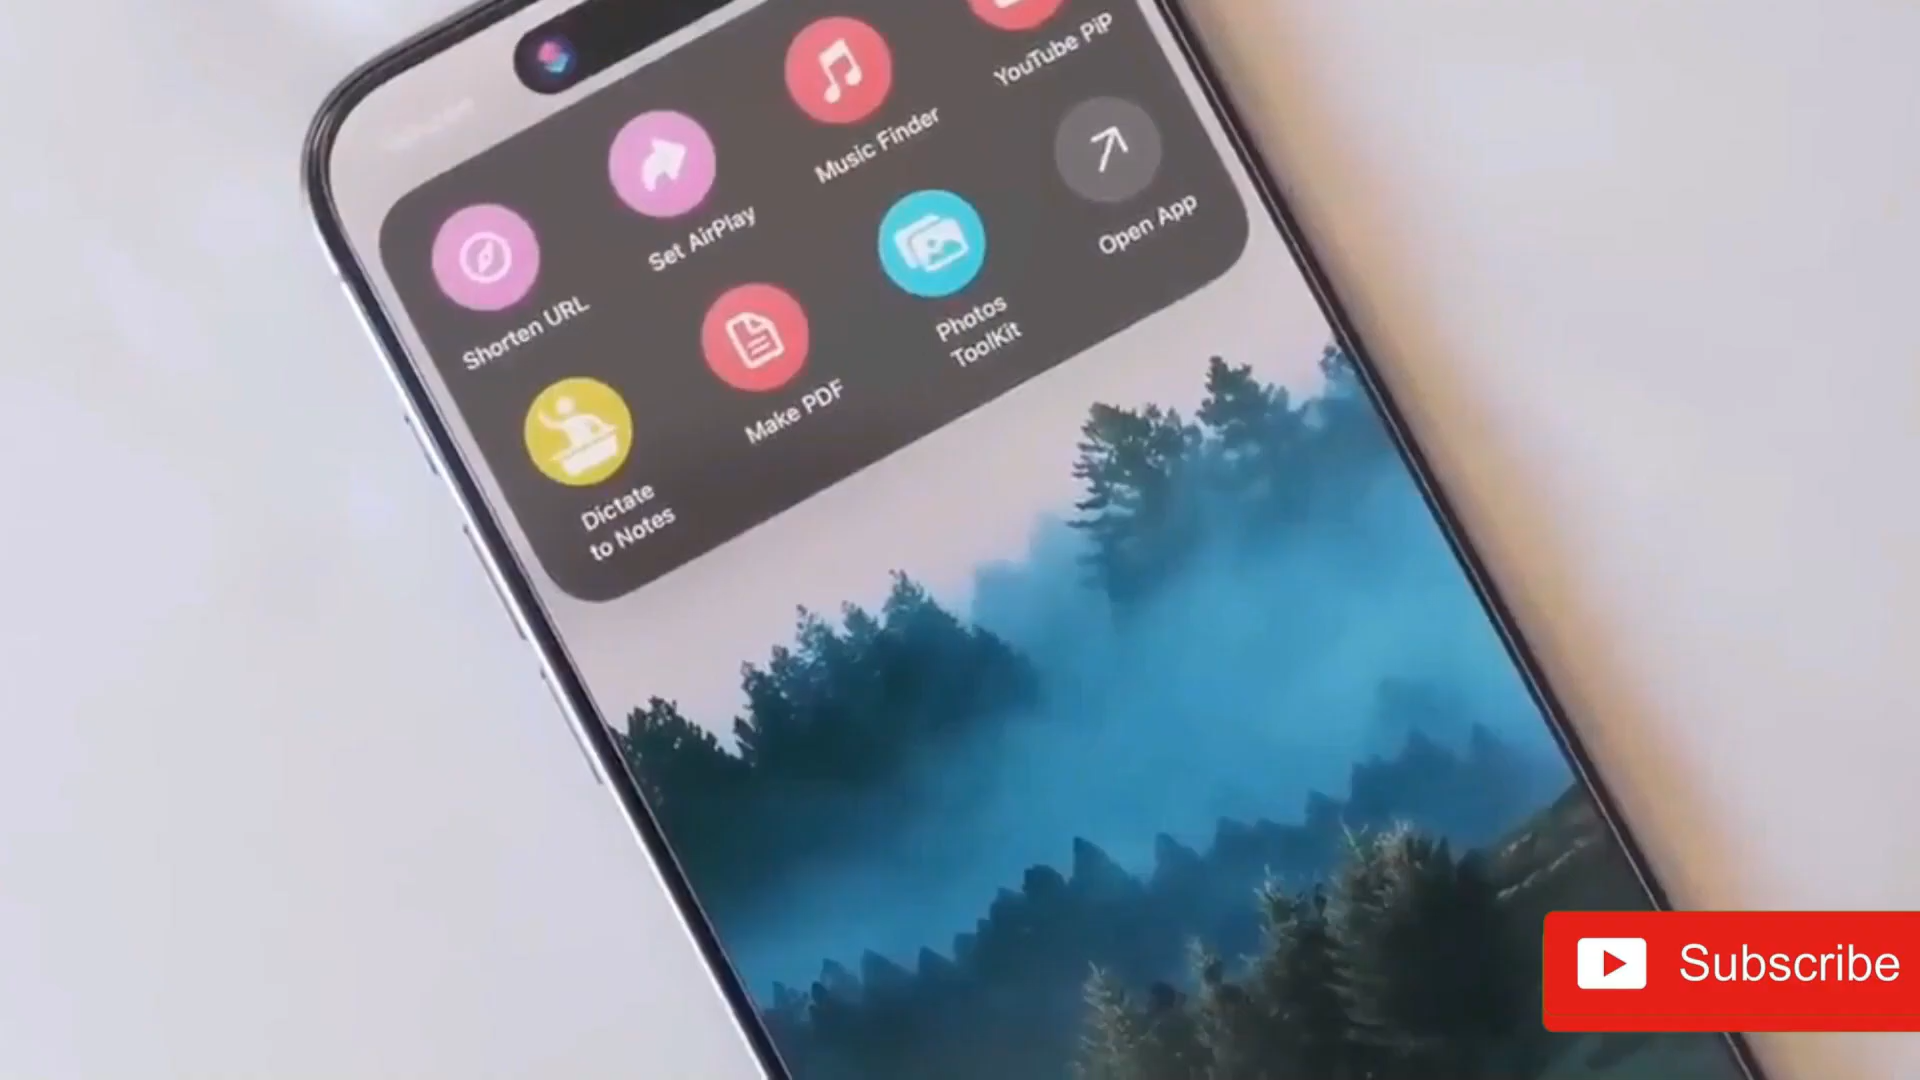 Shorten URL
Set AirPlay
Music Finder
YouTube PiP
Dictate
to Notes
Make PDF
Photos
ToolKit
Open App
Subscribe